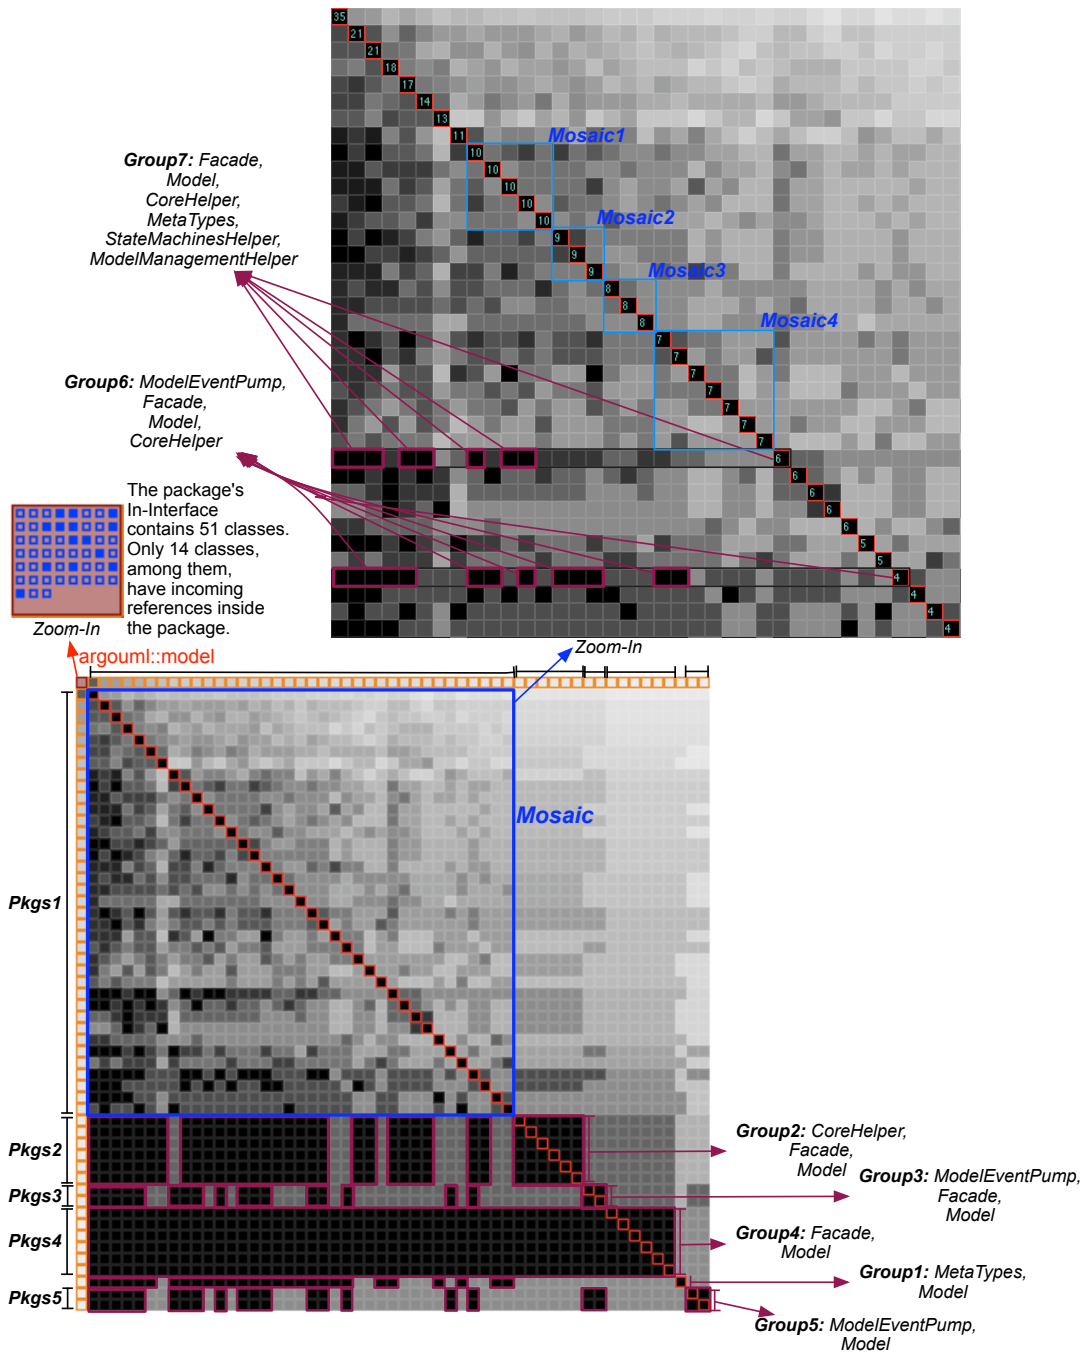 35
21
21
18
17
14
13
11
Mosaic1
10
10
10
10
10
Group7: Facade,
Model,
CoreHelper,
MetaTypes,
StateMachinesHelper,
ModelManagementHelper
Mosaic2
9
9
9
Mosaic3
8
8
8
Mosaic4
7
7
7
7
7
7
7
Group6: ModelEventPump,
Facade,
Model,
CoreHelper
6
6
6
6
6
5
5
4
4
4
4
The package's
In-Interface
contains 51 classes.
Only 14 classes,
among them,
have incoming
references inside
the package.
Zoom-In
argouml::model
Zoom-In
Mosaic
Pkgs1
Pkgs2
Pkgs3
Pkgs4
Pkgs5
Group2: CoreHelper,
Facade,
Model
Group3: ModelEventPump,
Facade,
Model
Group4: Facade,
Model
Group1: MetaTypes,
Model
Group5: ModelEventPump,
Model